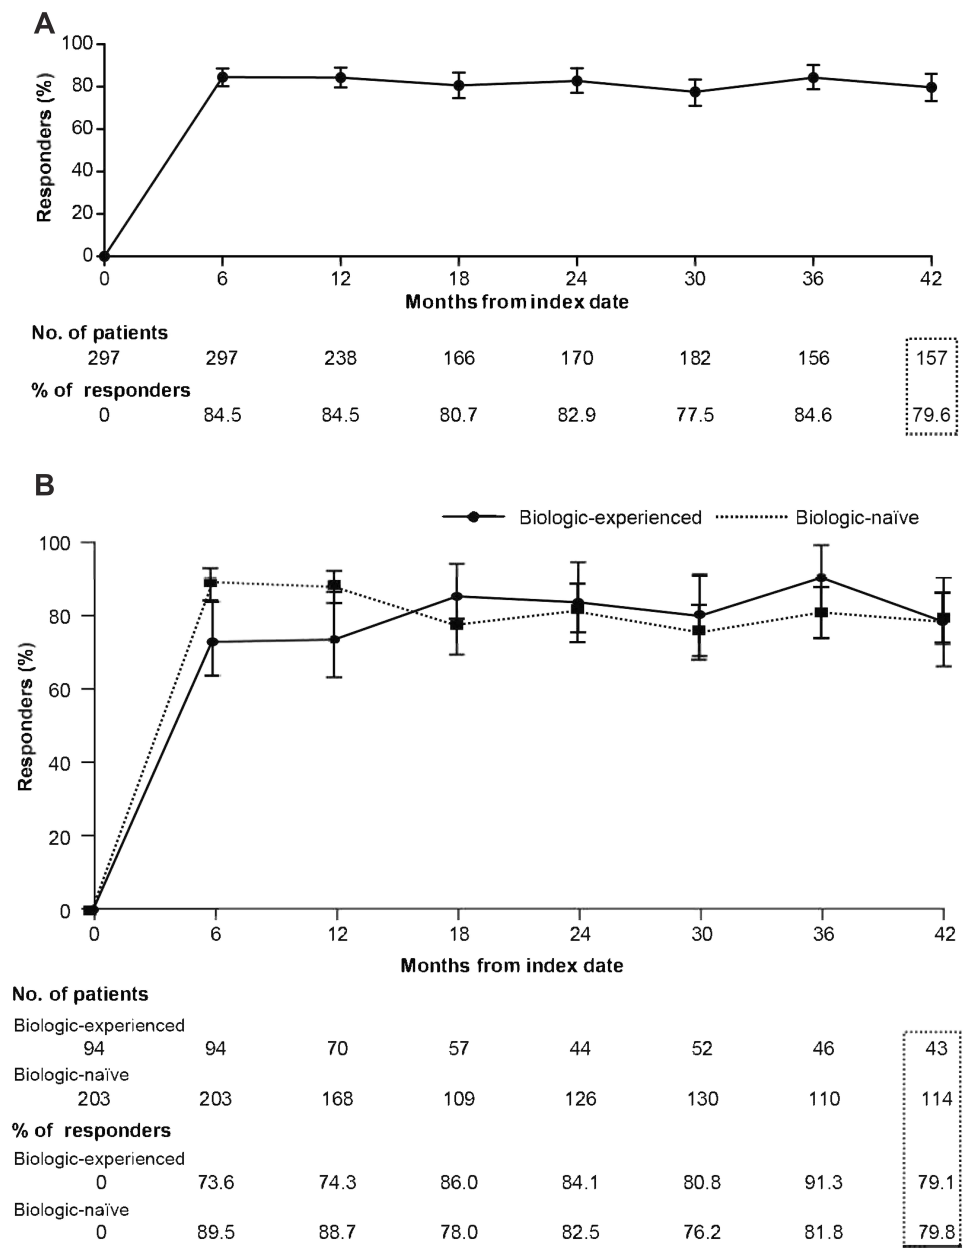 A
100
80
60
40
20
0
Responders (%)
0 6 12 18 24 30 36 42
Months from index date
No. of patients
297 297 238 166 170 182 156 157
% of responders
0 84.5 84.5 80.7 82.9 77.5 84.6 79.6
B
Biologic-experienced Biologic-naïve
100
80
60
40
20
0
Responders (%)
0 6 12 18 24 30 36 42
Months from index date
No. of patients
Biologic-experienced
94 94 70 57 44 52 46 43
Biologic-naïve
203 203 168 109 126 130 110 114
% of responders
Biologic-experienced
0 73.6 74.3 86.0 84.1 80.8 91.3 79.1
Biologic-naïve
0 89.5 88.7 78.0 82.5 76.2 81.8 79.8